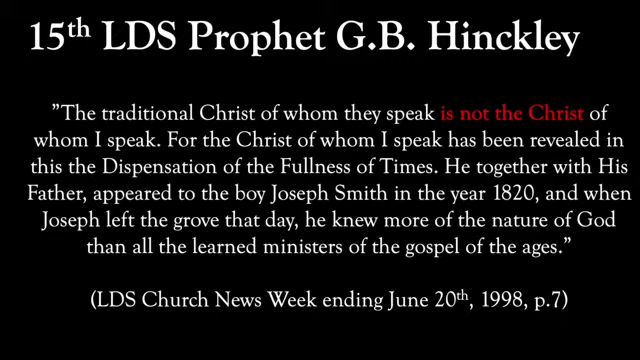 15th LDS Prophet G.B. Hinckley
"The traditional Christ of whom they speak is not the Christ of
whom I speak. For the Christ of whom I speak has been revealed in
this the Dispensation of the Fullness of Times. He together with His
Father, appeared to the boy Joseph Smith in the year 1820, and when
Joseph left the grove that day, he knew more of the nature of God
than all the learned ministers of the gospel of the ages."
(LDS Church News Week ending June 20th, 1998, p.7)